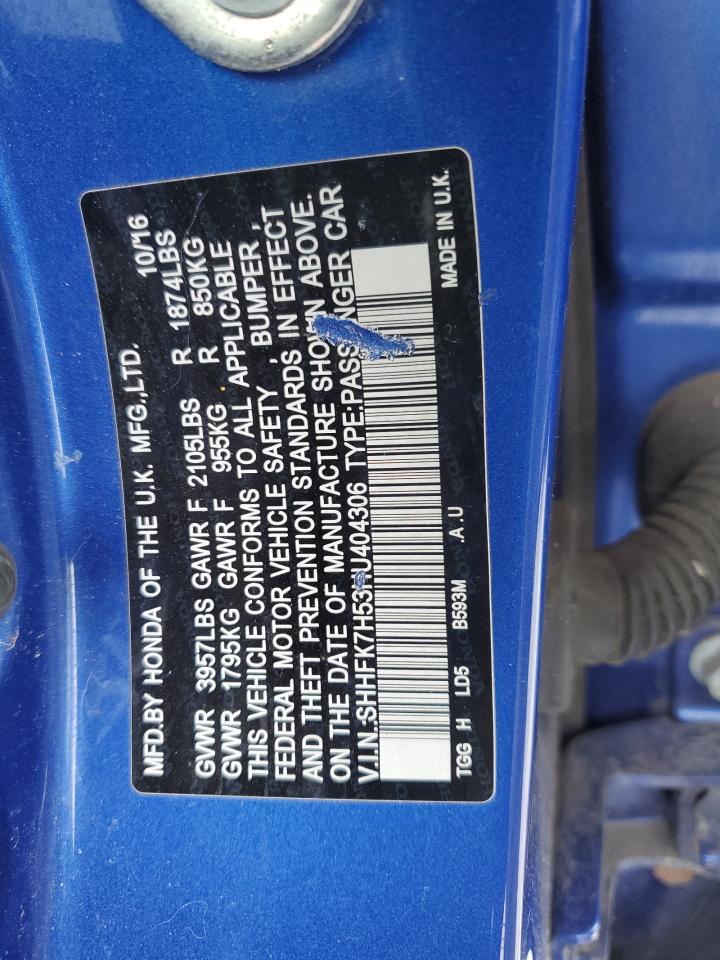 MFD.BY HONDA OF THE U.K. MFG.,LTD. 10/16
GVWR 3957LBS GAWR F 2105LBS R 1874LBS
GVWR 1795KG GAWR F 955KG R 850KG
THIS VEHICLE CONFORMS TO ALL APPLICABLE
FEDERAL MOTOR VEHICLE SAFETY , BUMPER ,
AND THEFT PREVENTION STANDARDS IN EFFECT
ON THE DATE OF MANUFACTURE SHOWN ABOVE.
V.I.N.:SHHFK7H53HU404306 TYPE:PASSENGER CAR
TGG H LD5 B593M .A.U MADE IN U.K.